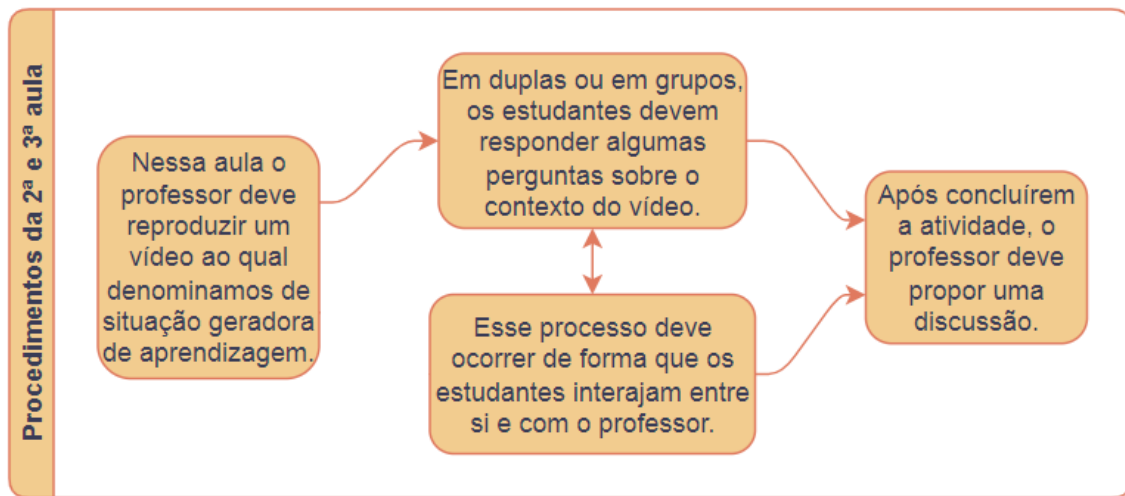 Procedimentos da 2ª e 3ª aula
Nessa aula o
professor deve
reproduzir um
vídeo ao qual
denominamos de
situação geradora
de aprendizagem.
Em duplas ou em grupos,
os estudantes devem
responder algumas
perguntas sobre o
contexto do vídeo.
Esse processo deve
ocorrer de forma que os
estudantes interajam entre
si e com o professor.
Após concluírem
a atividade, o
professor deve
propor uma
discussão.